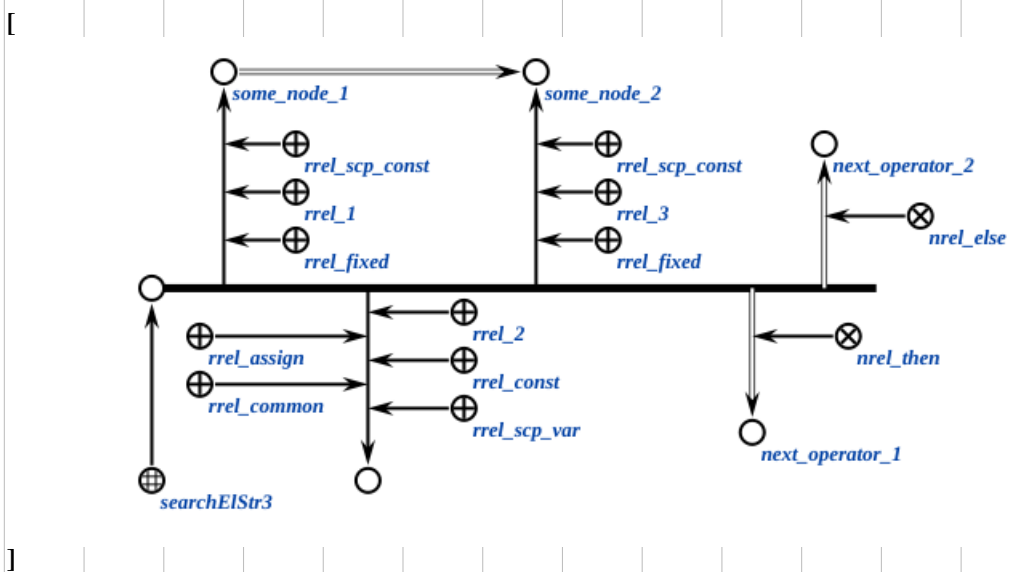 [
some_node_1
some_node_2
rrel_scp_const
rrel_scp_const
next_operator_2
rrel_1
rrel_3
nrel_else
rrel_fixed
rrel_fixed
rrel_2
rrel_assign
nrel_then
rrel_const
rrel_common
rrel_scp_var
next_operator_1
searchElStr3
]